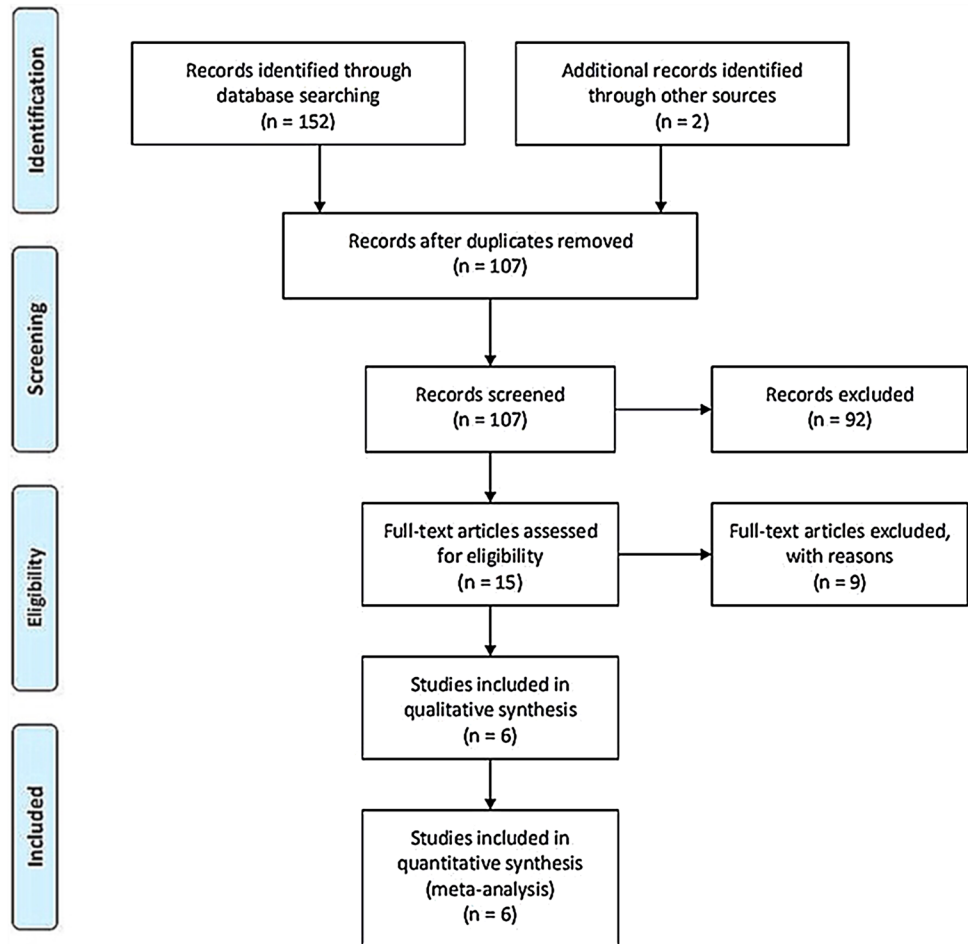 Identification
Records identified through
database searching
(n = 152)
Additional records identified
through other sources
(n = 2)
Records after duplicates removed
(n = 107)
Screening
Records screened
(n = 107)
Records excluded
(n = 92)
Eligibility
Full-text articles assessed
for eligibility
(n = 15)
Full-text articles excluded,
with reasons
(n = 9)
Studies included in
qualitative synthesis
(n = 6)
Included
Studies included in
quantitative synthesis
(meta-analysis)
(n = 6)